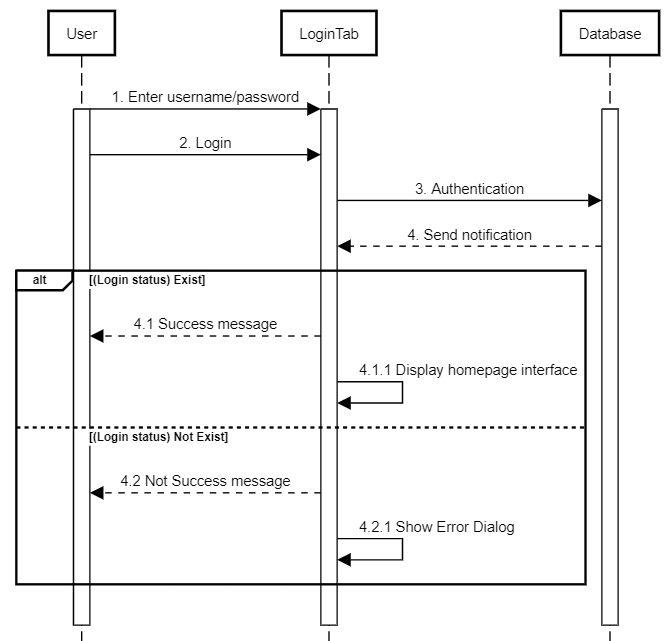 User
LoginTab
Database
1. Enter username/password
2. Login
3. Authentication
4. Send notification
alt
[(Login status) Exist]
4.1 Success message
4.1.1 Display homepage interface
[(Login status) Not Exist]
4.2 Not Success message
4.2.1 Show Error Dialog